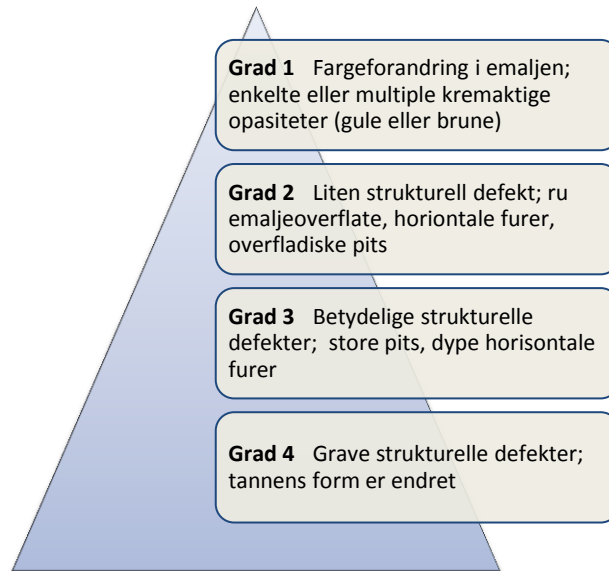 Grad 1 Fargeforandring i emaljen;
enkelte eller multiple kremaktige
opasiteter (gule eller brune)
Grad 2 Liten strukturell defekt; ru
emaljeoverflate, horiontale furer,
overfladiske pits
Grad 3 Betydelige strukturelle
defekter; store pits, dype horisontale
furer
Grad 4 Grave strukturelle defekter;
tannens form er endret